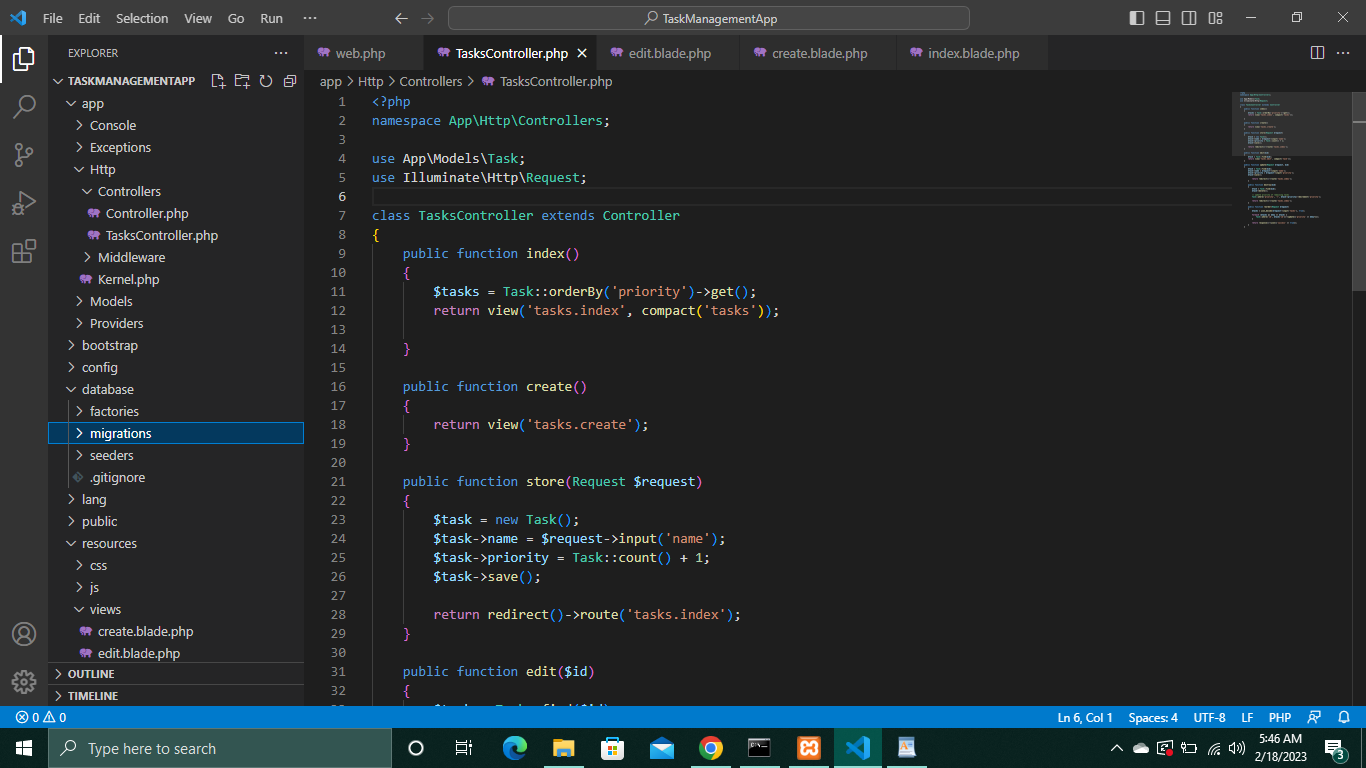 File Edit Selection View Go Run ··· TaskManagementApp
EXPLORER ···
TASKMANAGEMENTAPP
app
Console
Exceptions
Http
Controllers
Controller.php
TasksController.php
Middleware
Kernel.php
Models
Providers
bootstrap
config
database
factories
migrations
seeders
.gitignore
lang
public
resources
css
js
views
create.blade.php
edit.blade.php
OUTLINE
TIMELINE
web.php TasksController.php edit.blade.php create.blade.php index.blade.php ···
app > Http > Controllers > TasksController.php
1 <?php
2 namespace App\Http\Controllers;
3
4 use App\Models\Task;
5 use Illuminate\Http\Request;
6
7 class TasksController extends Controller
8 {
9 public function index()
10 {
11 $tasks = Task::orderBy('priority')->get();
12 return view('tasks.index', compact('tasks'));
13
14 }
15
16 public function create()
17 {
18 return view('tasks.create');
19 }
20
21 public function store(Request $request)
22 {
23 $task = new Task();
24 $task->name = $request->input('name');
25 $task->priority = Task::count() + 1;
26 $task->save();
27
28 return redirect()->route('tasks.index');
29 }
30
31 public function edit($id)
32 {
0 0 Ln 6, Col 1 Spaces: 4 UTF-8 LF PHP
Type here to search
5:46 AM
2/18/2023
3